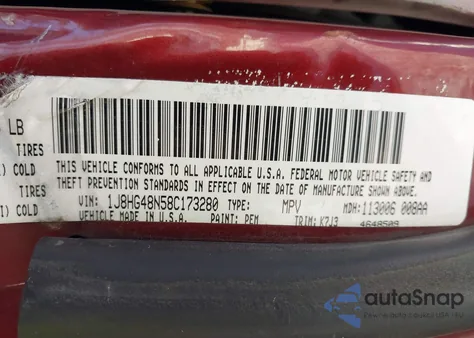 LB
TIRES
) COLD
TIRES
I) COLD
THIS VEHICLE CONFORMS TO ALL APPLICABLE U.S.A. FEDERAL MOTOR VEHICLE SAFETY AND
THEFT PREVENTION STANDARDS IN EFFECT ON THE DATE OF MANUFACTURE SHOWN ABOVE.
VIN: 1J8HG48N58C173280 TYPE: MPV MDH: 113006 008AA
VEHICLE MADE IN U.S.A. PAINT: PEM TRIM: K7J3 4648509
autoSnap